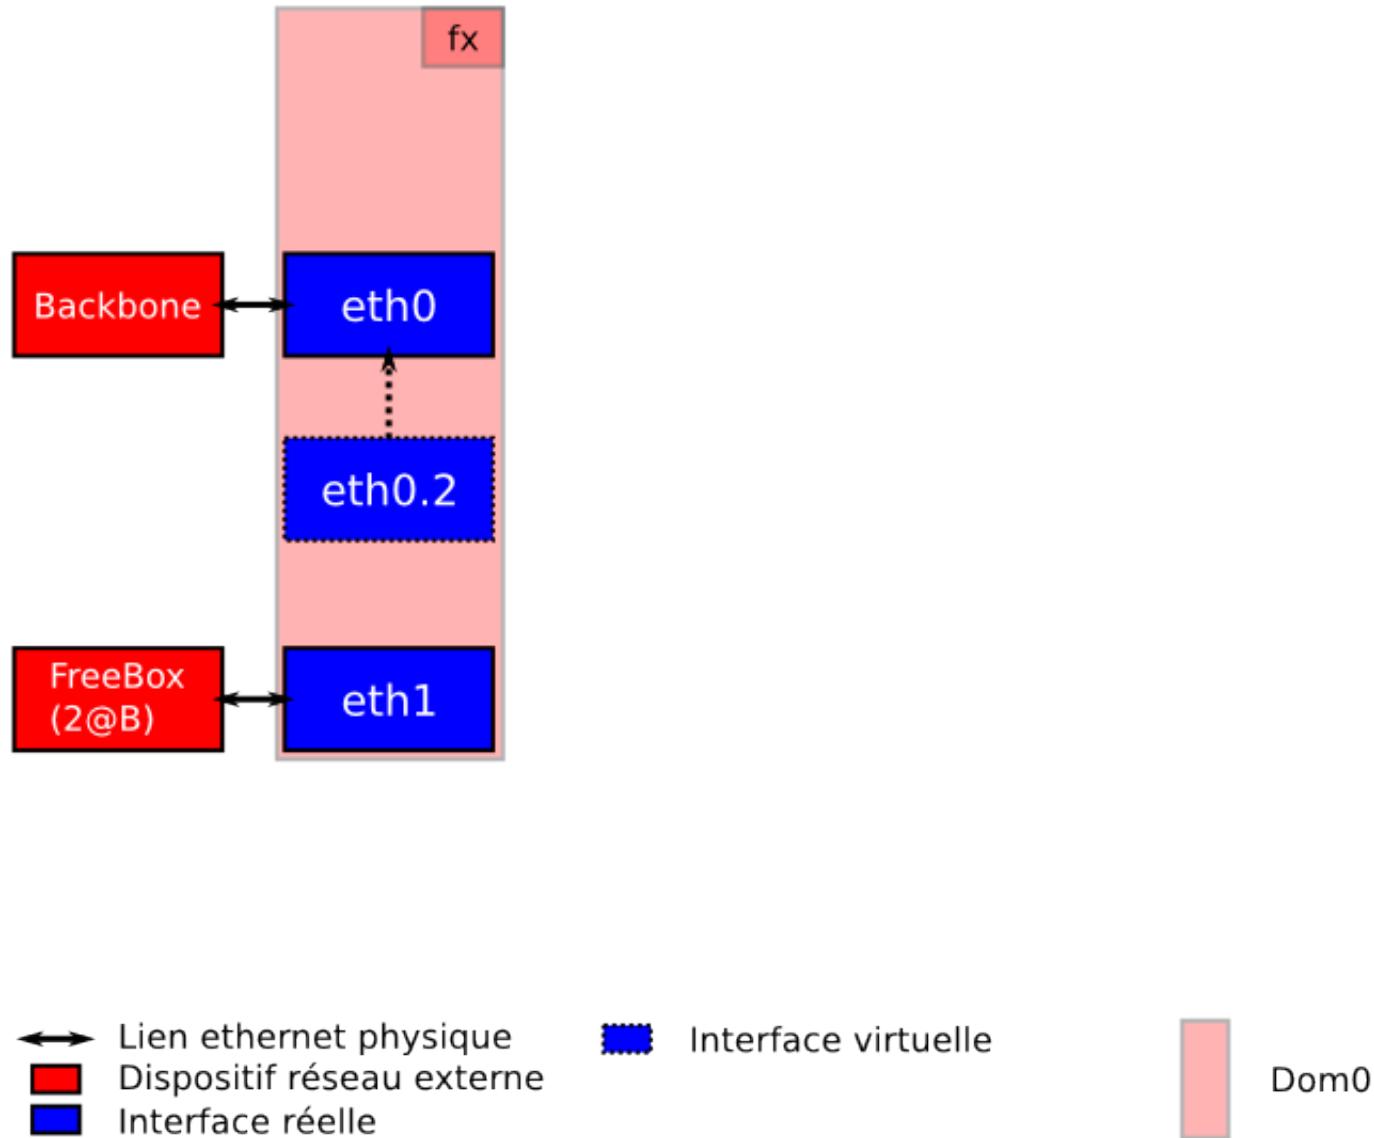 fx
Backbone
eth0
eth0.2
FreeBox
(2@B)
eth1
Lien ethernet physique
Dispositif réseau externe
Interface réelle
Interface virtuelle
Dom0